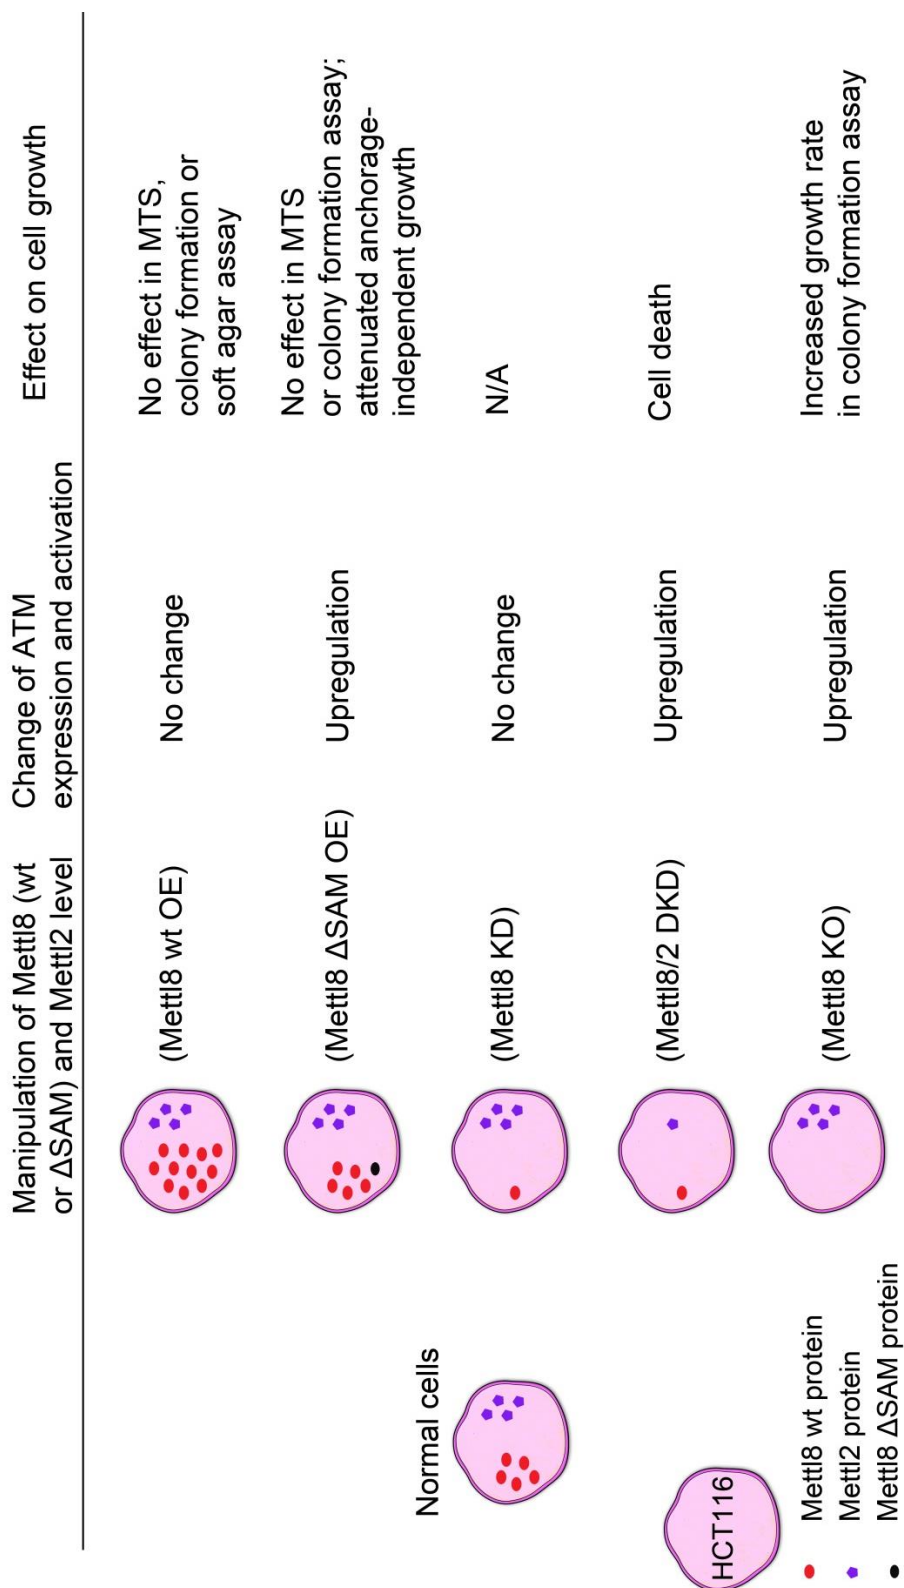 Manipulation of Mettl8 (wt
or ΔSAM) and Mettl2 level
Change of ATM
expression and activation
Effect on cell growth
(Mettl8 wt OE)
No change
No effect in MTS,
colony formation or
soft agar assay
(Mettl8 ΔSAM OE)
Upregulation
No effect in MTS
or colony formation assay;
attenuated anchorage-
independent growth
Normal cells
(Mettl8 KD)
No change
N/A
(Mettl8/2 DKD)
Upregulation
Cell death
(Mettl8 KO)
Upregulation
Increased growth rate
in colony formation assay
HCT116
Mettl8 wt protein
Mettl2 protein
Mettl8 ΔSAM protein